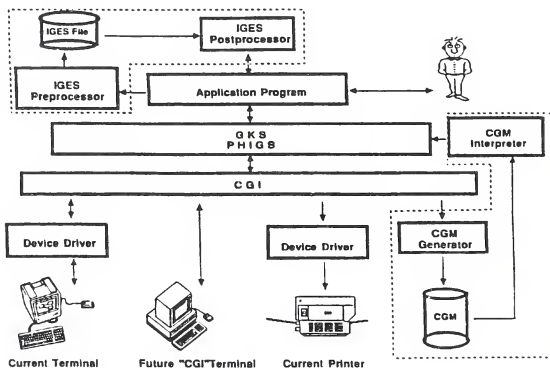 IGES File
IGES
Postprocessor
IGES
Preprocessor
Application Program
GKS
PHIGS
CGM
Interpreter
CGI
Device Driver
Device Driver
CGM
Generator
CGM
Current Terminal
Future "CGI" Terminal
Current Printer